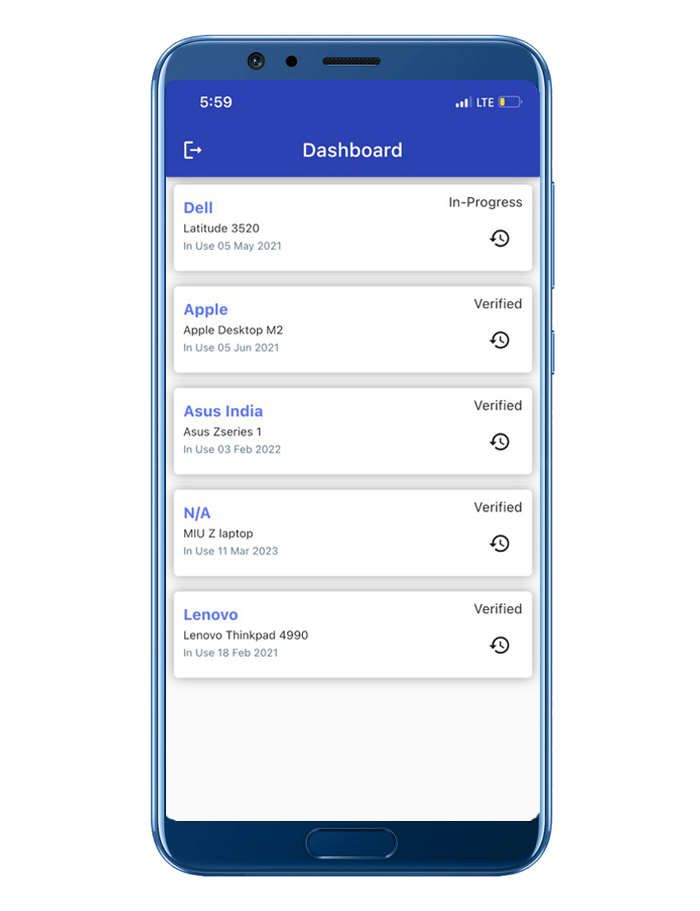 5:59 LTE
Dashboard
Dell In-Progress
Latitude 3520
In Use 05 May 2021
Apple Verified
Apple Desktop M2
In Use 05 Jun 2021
Asus India Verified
Asus Zseries 1
In Use 03 Feb 2022
N/A Verified
MIU Z laptop
In Use 11 Mar 2023
Lenovo Verified
Lenovo Thinkpad 4990
In Use 18 Feb 2021